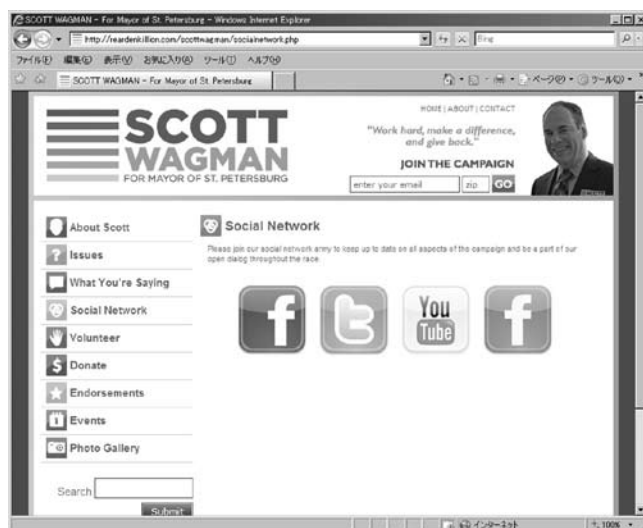 SCOTT WAGMAN - For Mayor of St. Petersburg - Windows Internet Explorer
http://reardenkillion.com/scottwagman/socialnetwork.php
Bing
ファイル(F) 編集(E) 表示(V) お気に入り(A) ツール(T) ヘルプ(H)
SCOTT WAGMAN - For Mayor of St. Petersburg
ページ(P) ツール(O)
HOME | ABOUT | CONTACT
SCOTT
WAGMAN
FOR MAYOR OF ST. PETERSBURG
"Work hard, make a difference,
and give back."
JOIN THE CAMPAIGN
enter your email zip GO
About Scott
Issues
What You're Saying
Social Network
Volunteer
Donate
Endorsements
Events
Photo Gallery
Search
Submit
Social Network
Please join our social network army to keep up to date on all aspects of the campaign and be a part of our
open dialog throughout the race.
f
t
You
Tube
f
インターネット
100%